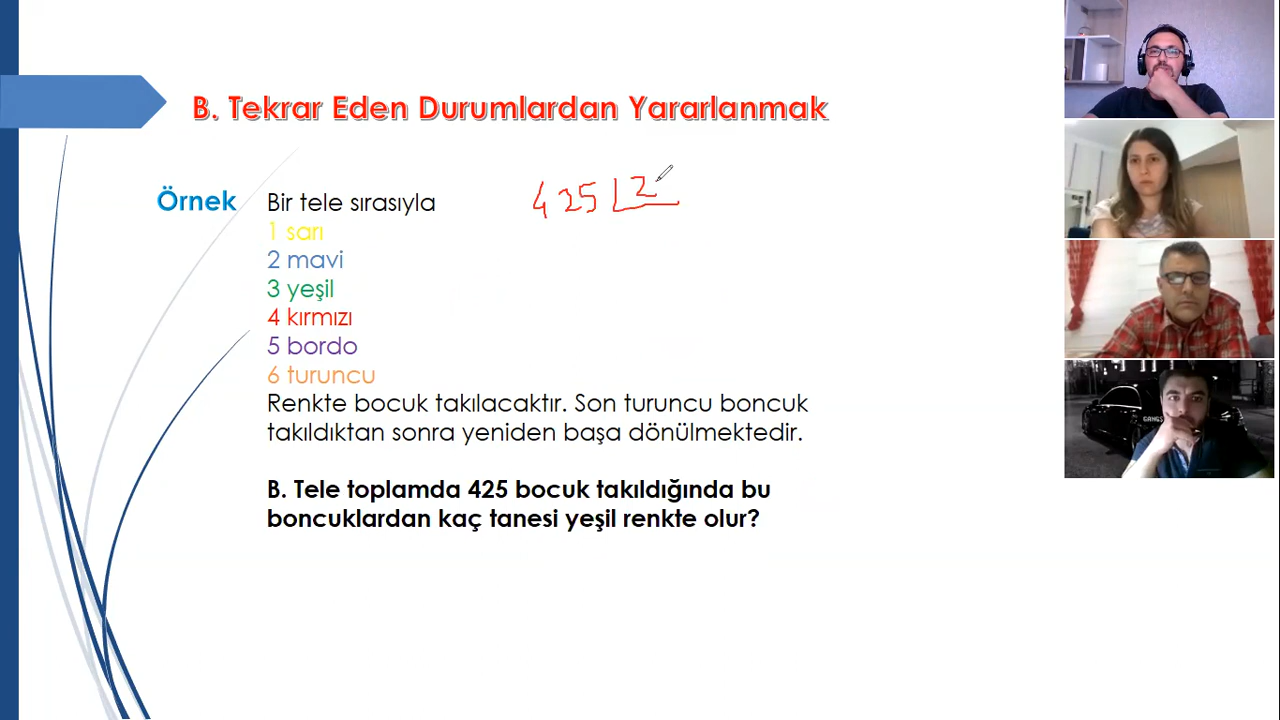 B. Tekrar Eden Durumlardan Yararlanmak
Örnek
Bir tele sırasıyla
1 sarı
2 mavi
3 yeşil
4 kırmızı
5 bordo
6 turuncu
Renkte bocuk takılacaktır. Son turuncu boncuk
takıldıktan sonra yeniden başa dönülmektedir.
B. Tele toplamda 425 bocuk takıldığında bu
boncuklardan kaç tanesi yeşil renkte olur?
425 2
GANGS